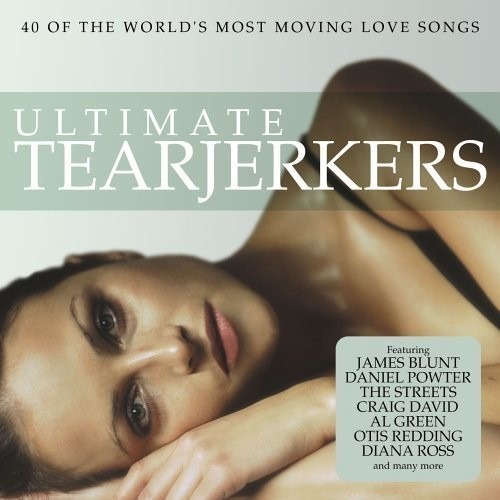 40 OF THE WORLD'S MOST MOVING LOVE SONGS
ULTIMATE
TEARJERKERS
Featuring
JAMES BLUNT
DANIEL POWTER
THE STREETS
CRAIG DAVID
AL GREEN
OTIS REDDING
DIANA ROSS
and many more